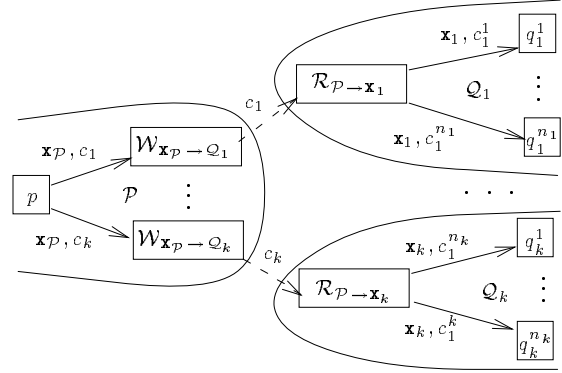 x₁, c₁¹
q₁¹
R_{P→x₁}
Q₁
⋮
c₁
x₁, c₁^{n₁}
q₁^{n₁}
x_P, c₁
W_{x_P→Q₁}
p
P
⋮
. . .
x_P, c_k
W_{x_P→Q_k}
c_k
x_k, c₁^{n_k}
q_k¹
R_{P→x_k}
Q_k
⋮
x_k, c₁^k
q_k^{n_k}